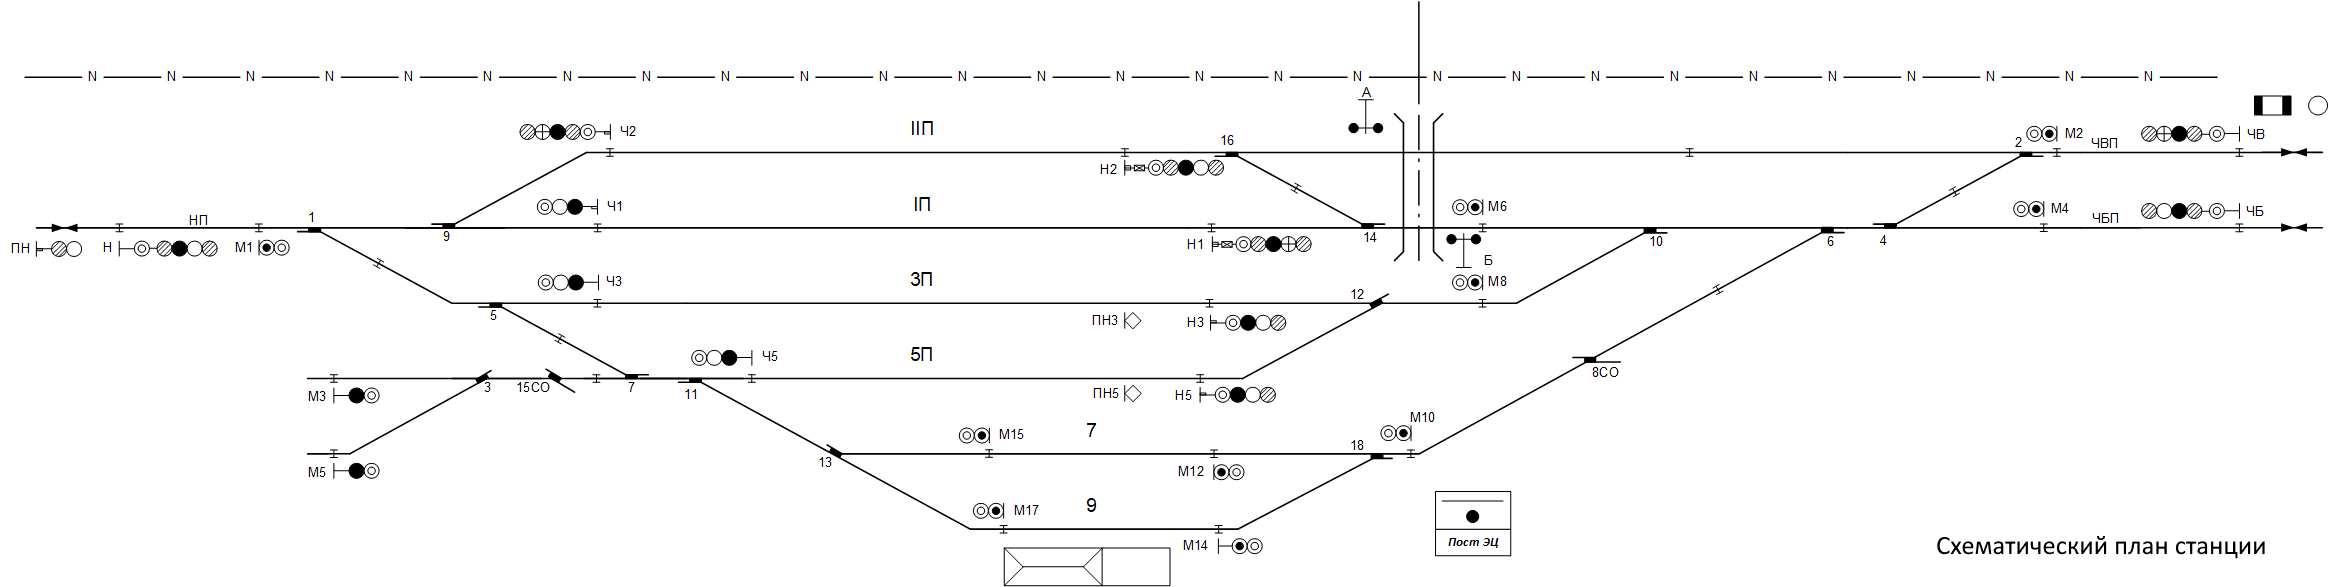 N N N N N N N N N N N N N N N N N N N N N N N N N N N
А
Ч2
IIП
16
2
М2
ЧВП
ЧВ
Н2
НП
1
Ч1
IП
М6
М4
ЧБП
ЧБ
ПН
Н
М1
9
Н1
14
10
6
4
Б
Ч3
3П
М8
12
5
ПН3
Н3
Ч5
5П
3
15СО
7
11
8СО
М3
ПН5
Н5
М15
7
М10
18
М5
13
М12
М17
9
М14
Пост ЭЦ
Схематический план станции